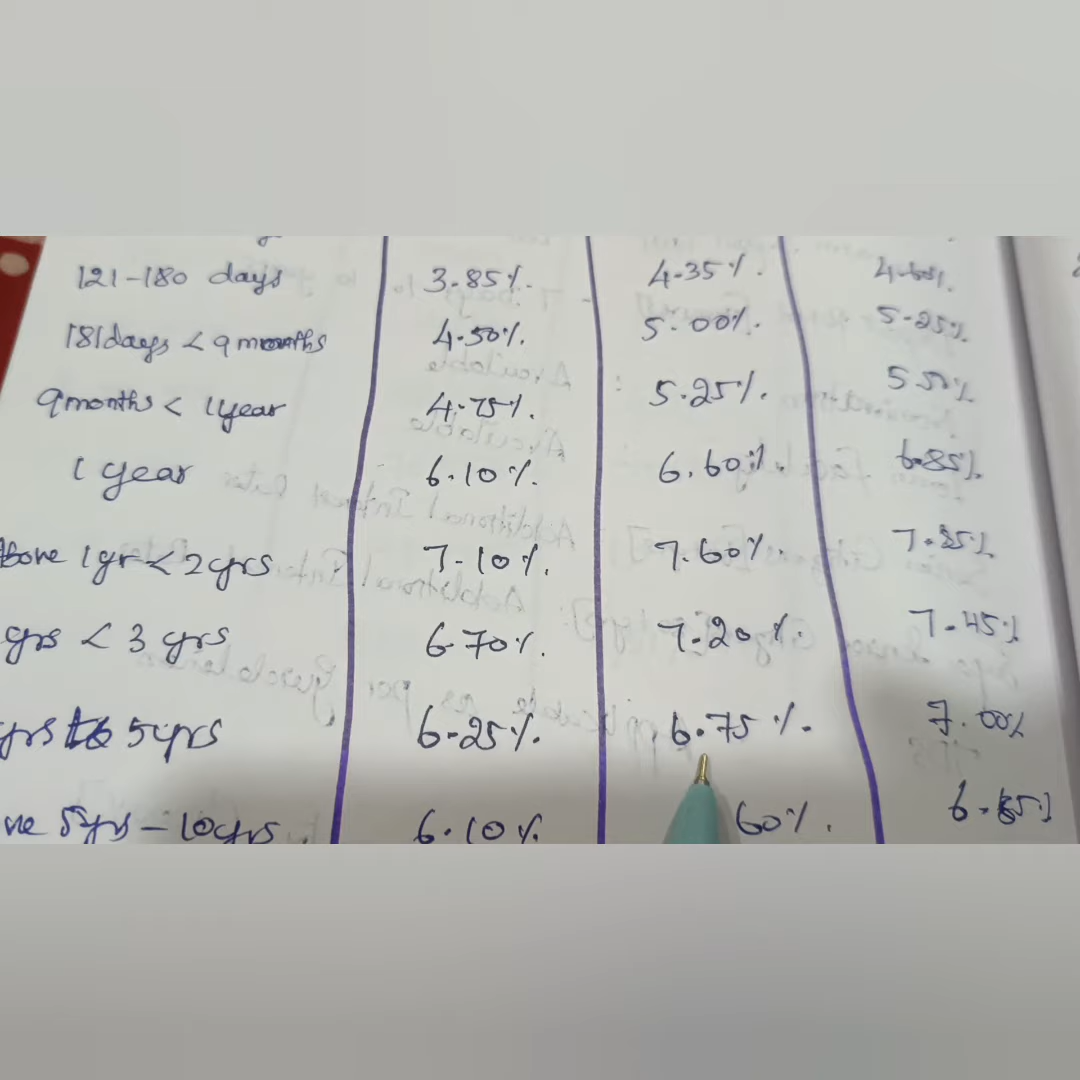 121-180 days 3.85%. 4.35%.
181days < 9 months 4.50%. 5.00%. 5.25%
9months < 1year 4.75%. 5.25%. 5.50%
1 year 6.10%. 6.60%. 6.85%
Above 1yr < 2yrs 7.10%. 7.60%. 7.85%
yrs < 3 yrs 6.70%. 7.20%. 7.45%
yrs to 5yrs 6.25%. 6.75%. 7.00%
5yrs - 10yrs 6.10%. 60%. 6.85%